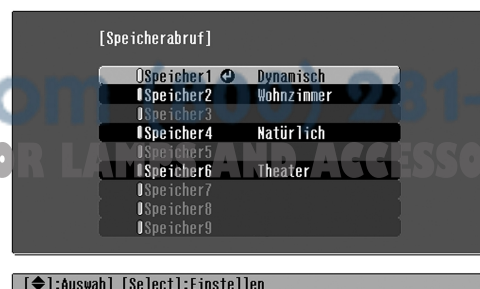 [Speicherabruf]
Speicher1 Dynamisch
Speicher2 Wohnzimmer
Speicher3
Speicher4 Natürlich
Speicher5
Speicher6 Theater
Speicher7
Speicher8
Speicher9
[◆]:Auswahl [Select]:Einstellen